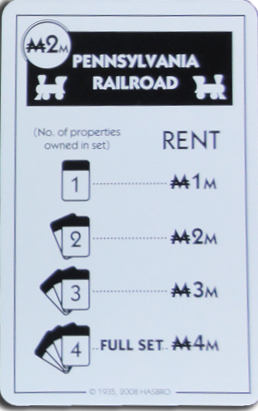 ₩2M
PENNSYLVANIA
RAILROAD
(No. of properties
owned in set)
RENT
1 ₩1M
2 ₩2M
3 ₩3M
4 FULL SET ₩4M
© 1935, 2008 HASBRO